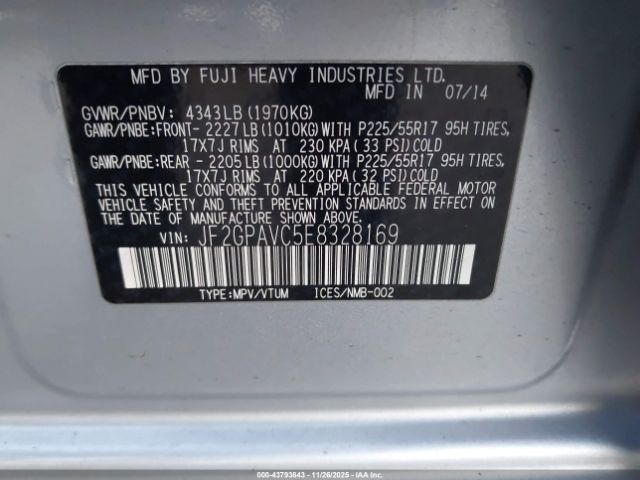 MFD BY FUJI HEAVY INDUSTRIES LTD.
MFD IN 07/14
GVWR/PNBV: 4343LB (1970KG)
GAWR/PNBE:FRONT- 2227LB(1010KG)WITH P225/55R17 95H TIRES,
17X7J RIMS AT 230 KPA ( 33 PSI)COLD
GAWR/PNBE:REAR - 2205LB(1000KG)WITH P225/55R17 95H TIRES,
17X7J RIMS AT 220 KPA ( 32 PSI)COLD
THIS VEHICLE CONFORMS TO ALL APPLICABLE FEDERAL MOTOR
VEHICLE SAFETY AND THEFT PREVENTION STANDARDS IN EFFECT
ON THE DATE OF MANUFACTURE SHOWN ABOVE.
VIN: JF2GPAVC5E8328169
TYPE:MPV/VTUM ICES/NMB-002
000-43793843 - 11/26/2025 - IAA Inc.